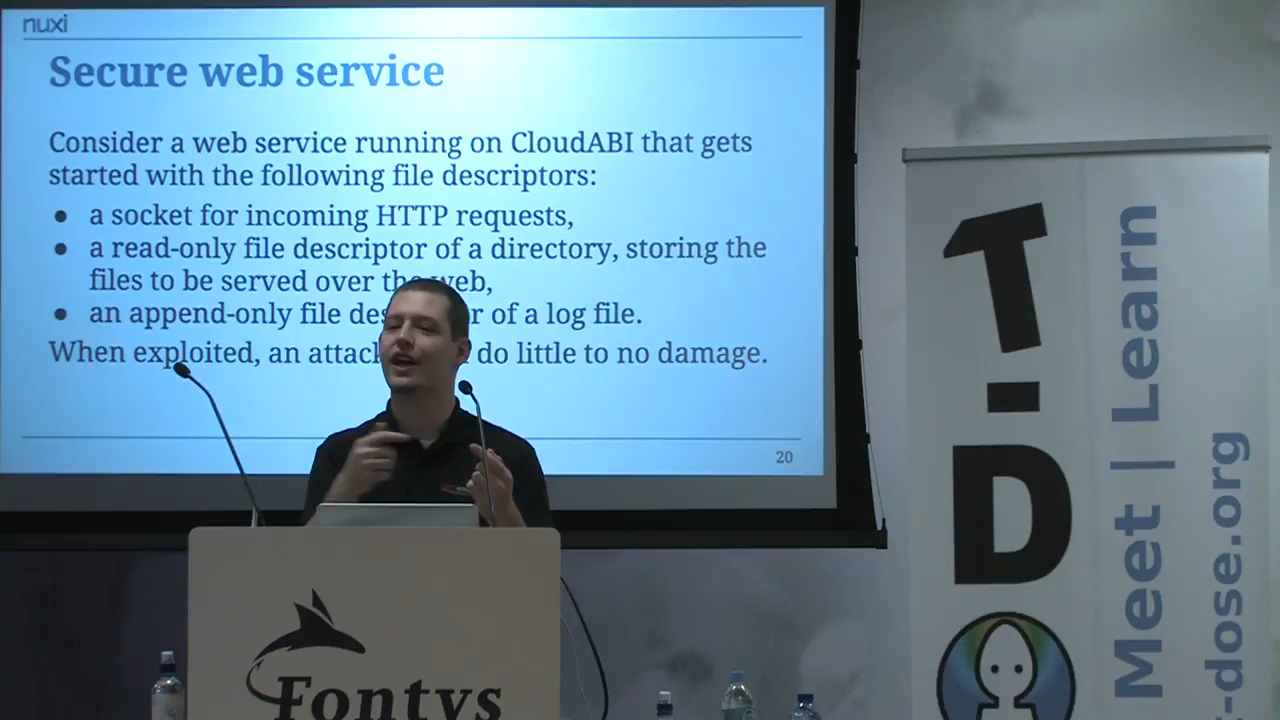 nuxi
Secure web service
Consider a web service running on CloudABI that gets
started with the following file descriptors:
● a socket for incoming HTTP requests,
● a read-only file descriptor of a directory, storing the
files to be served over the web,
● an append-only file des r of a log file.
When exploited, an attack do little to no damage.
20
Fontys
T-DO
Meet | Learn
-dose.org